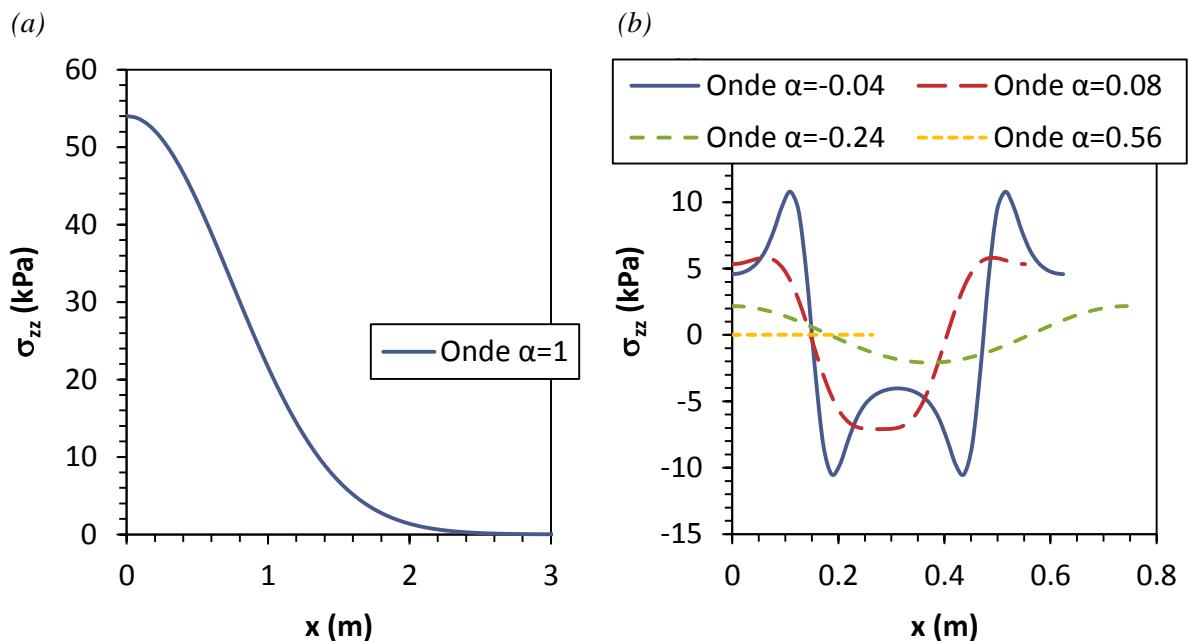 (a)
60
50
40
30
20
10
0
σzz (kPa)
Onde α=1
0 1 2 3
x (m)
(b)
Onde α=-0.04 Onde α=0.08
Onde α=-0.24 Onde α=0.56
10
5
0
-5
-10
-15
σzz (kPa)
0 0.2 0.4 0.6 0.8
x (m)